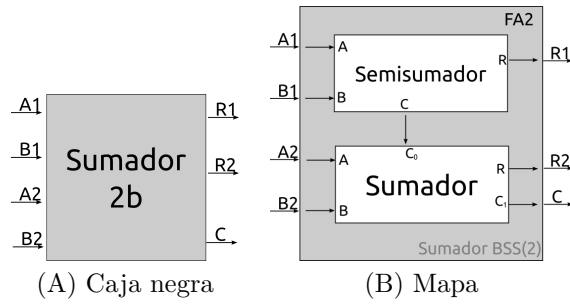 A1
B1
A2
B2
Sumador
2b
R1
R2
C
(A) Caja negra
FA2
A1
B1
A2
B2
A
B
Semisumador
R
C
C₀
A
B
Sumador
R
C₁
R1
R2
C
Sumador BSS(2)
(B) Mapa